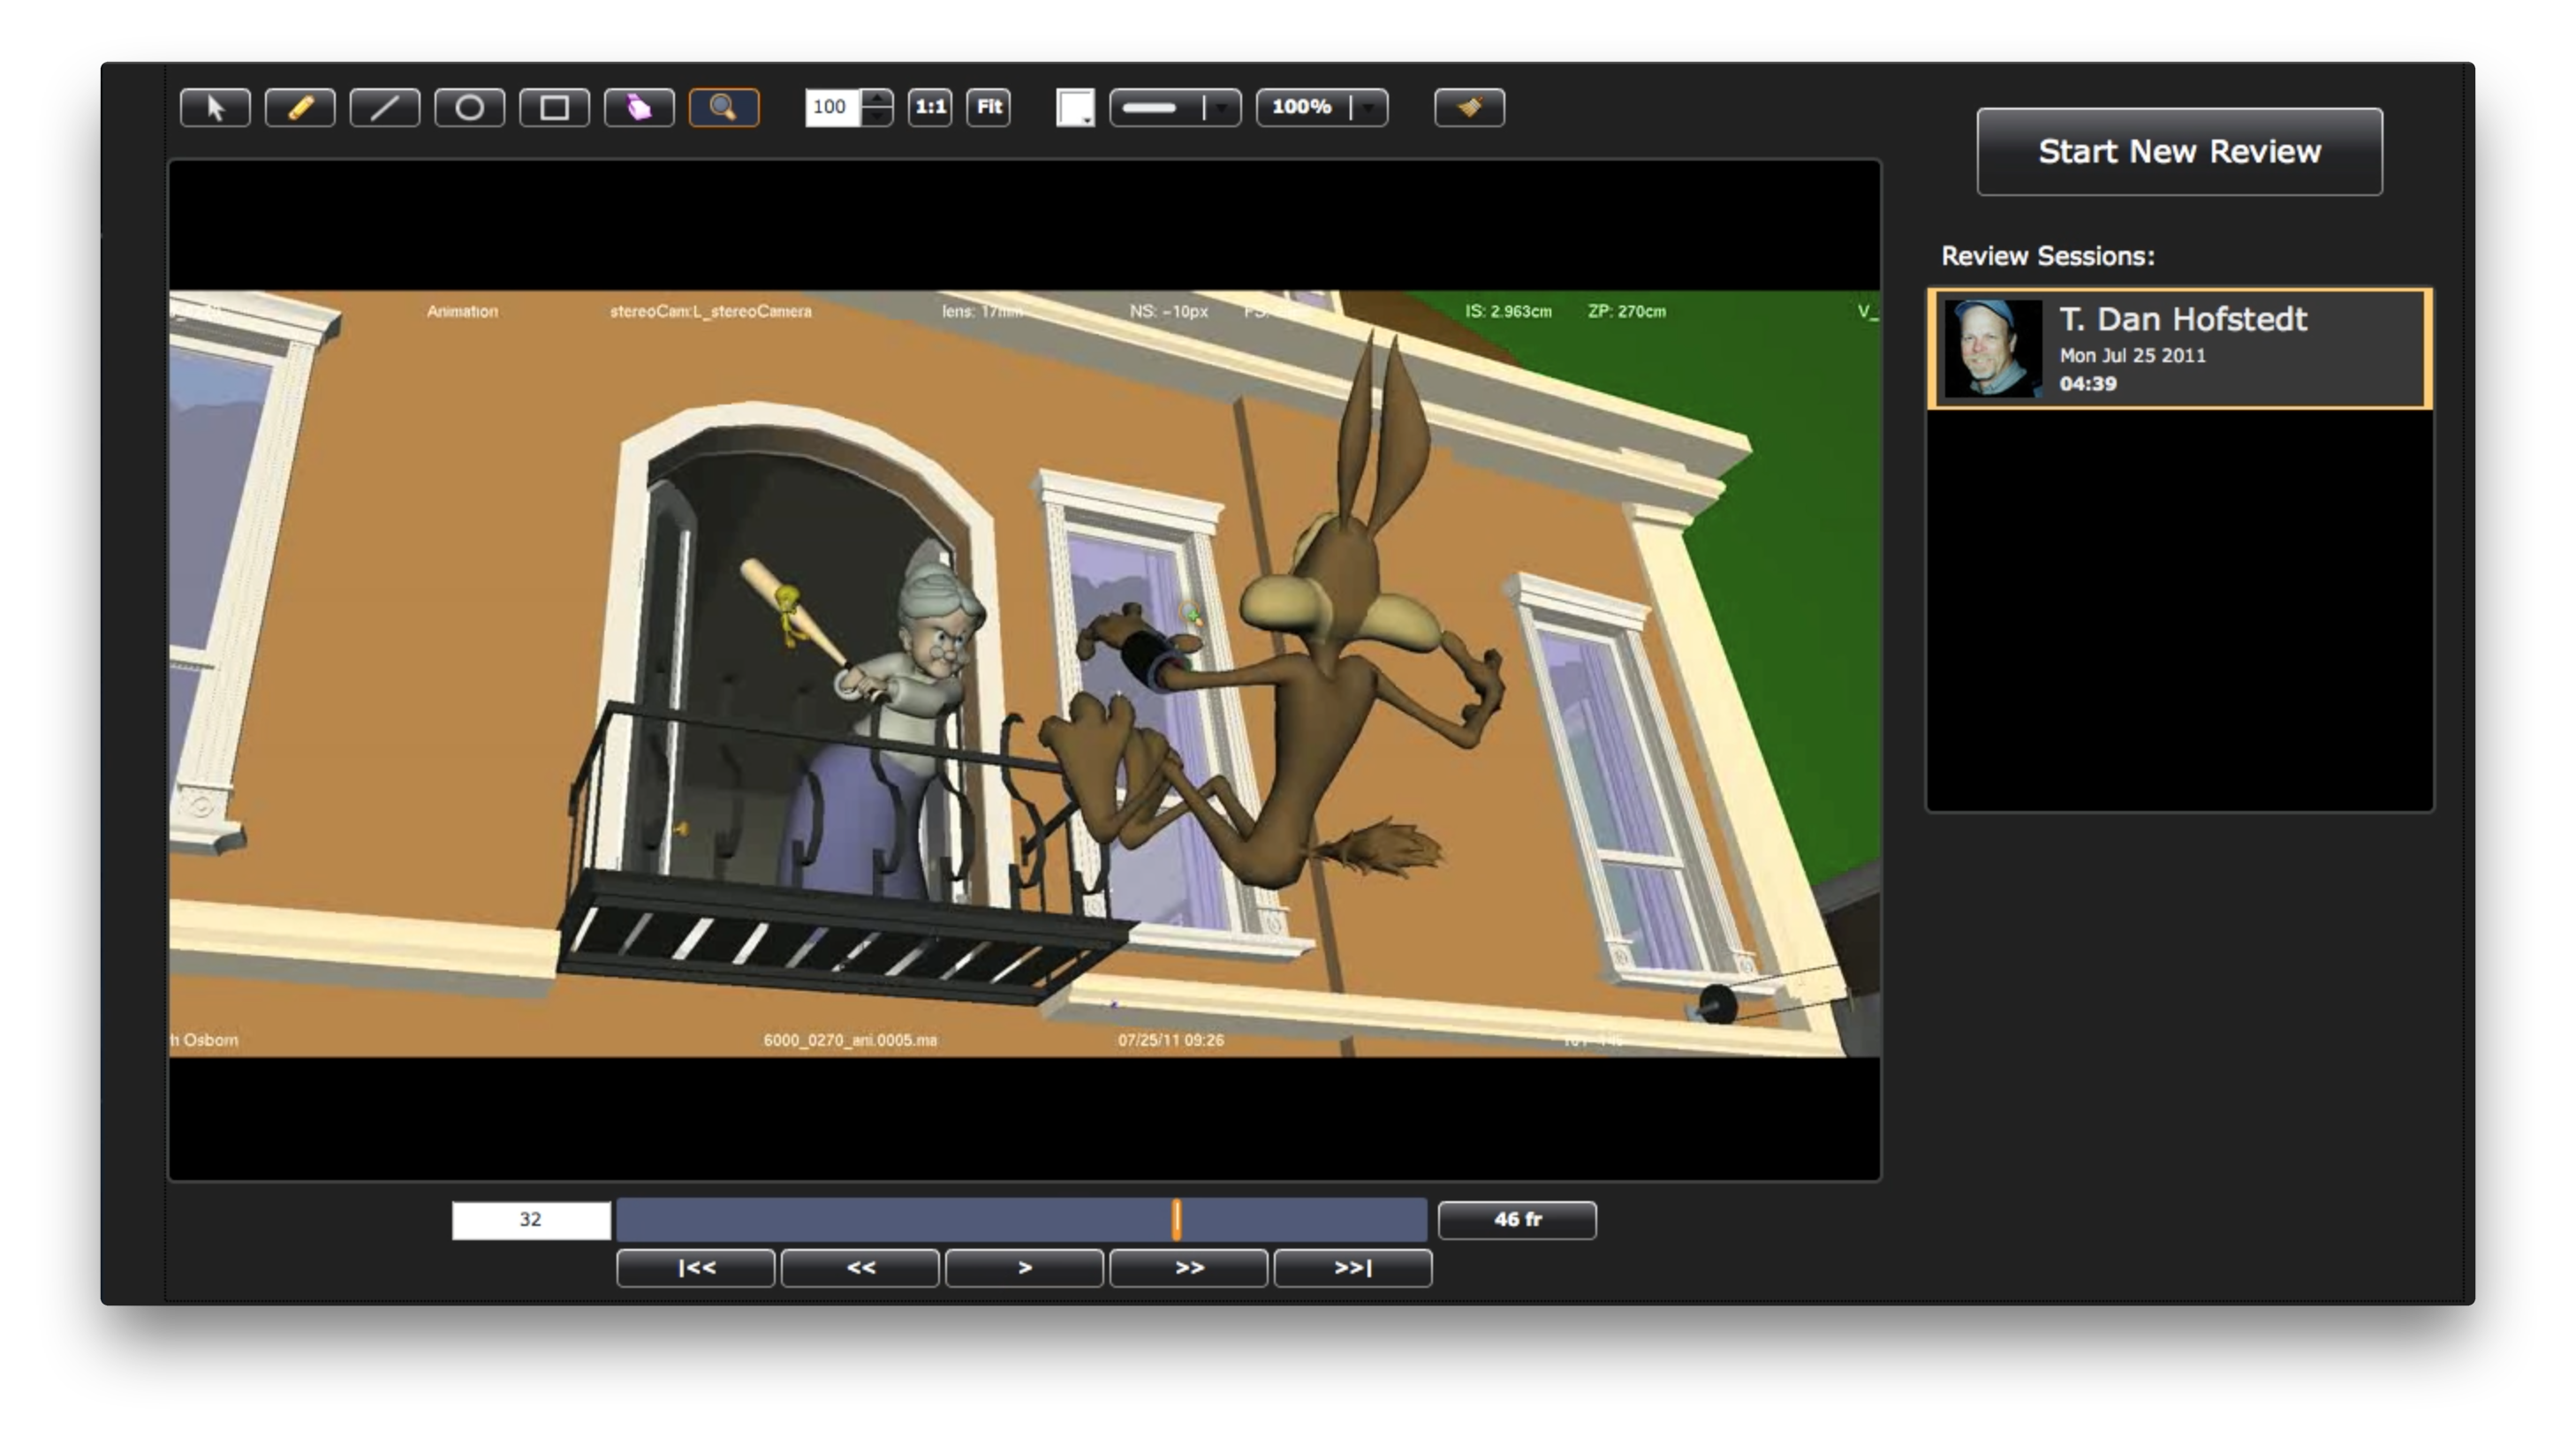 100 1:1 Fit 100%
Start New Review
Review Sessions:
T. Dan Hofstedt
Mon Jul 25 2011
04:39
Animation stereoCam:L_stereoCamera lens: 17mm NS: -10px IS: 2.963cm ZP: 270cm V_
h Osborn 6000_0270_ani.0005.ma 07/25/11 09:26
32 46 fr
|<< << > >> >>|